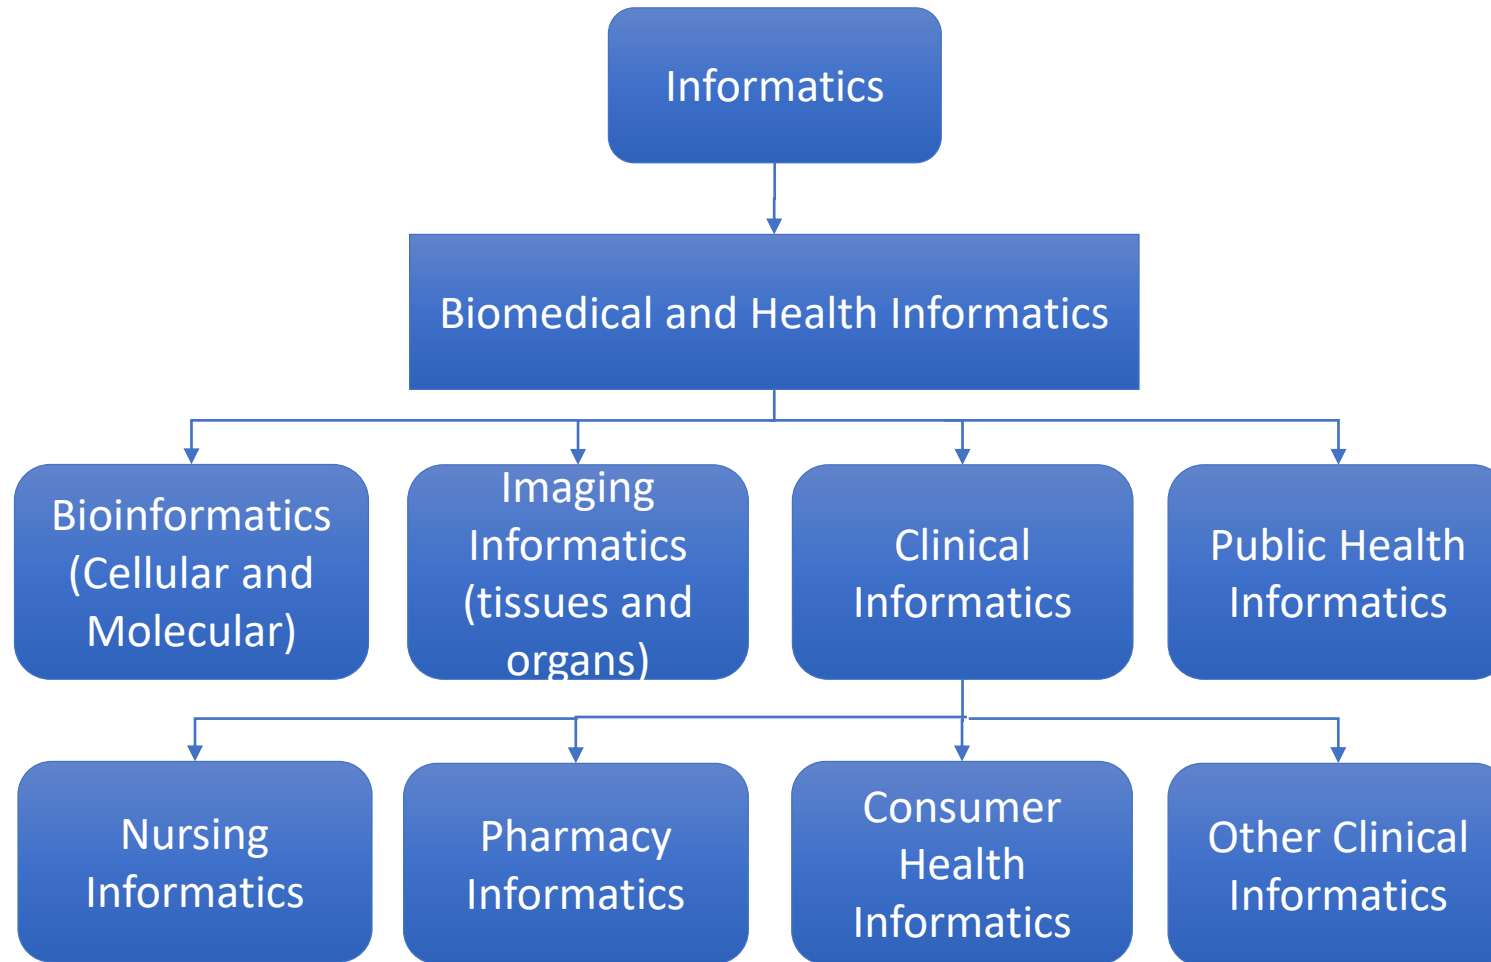 Informatics
Biomedical and Health Informatics
Bioinformatics
(Cellular and
Molecular)
Imaging
Informatics
(tissues and
organs)
Clinical
Informatics
Public Health
Informatics
Nursing
Informatics
Pharmacy
Informatics
Consumer
Health
Informatics
Other Clinical
Informatics